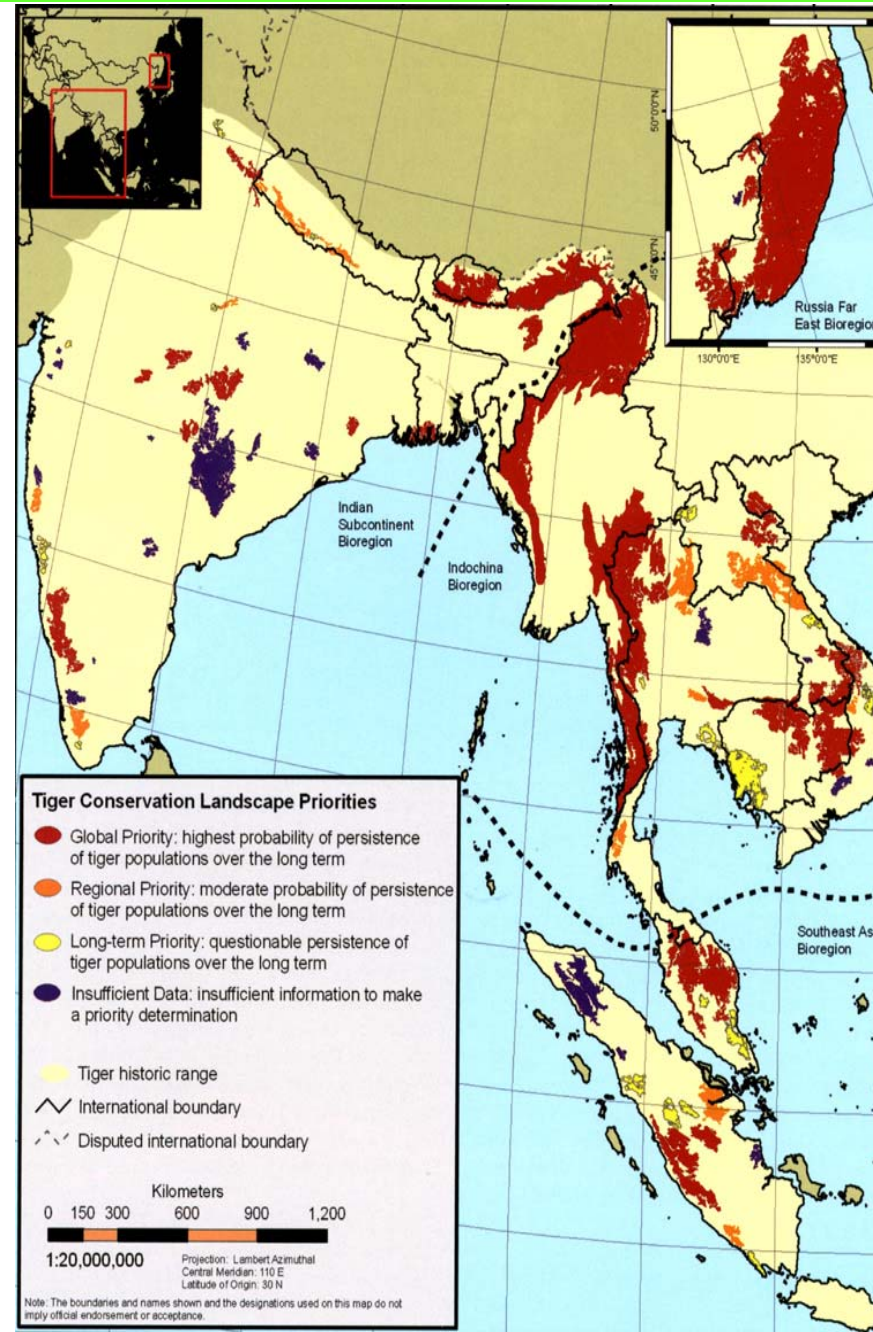 50°0'0"N
45°0'0"N
Russia Far
East Bioregion
130°0'0"E
135°0'0"E
Indian
Subcontinent
Bioregion
Indochina
Bioregion
Southeast As
Bioregion
Tiger Conservation Landscape Priorities
Global Priority: highest probability of persistence
of tiger populations over the long term
Regional Priority: moderate probability of persistence
of tiger populations over the long term
Long-term Priority: questionable persistence of
tiger populations over the long term
Insufficient Data: insufficient information to make
a priority determination
Tiger historic range
International boundary
Disputed international boundary
Kilometers
0 150 300 600 900 1,200
1:20,000,000
Projection: Lambert Azimuthal
Central Meridian: 110 E
Latitude of Origin: 30 N
Note: The boundaries and names shown and the designations used on this map do not
imply official endorsement or acceptance.